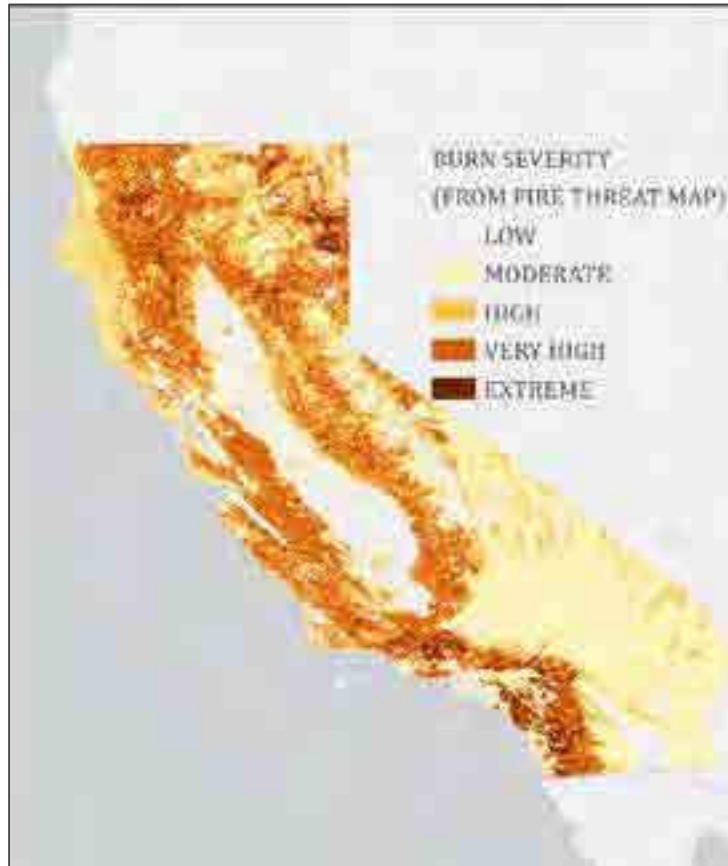 BURN SEVERITY
(FROM FIRE THREAT MAP)
LOW
MODERATE
HIGH
VERY HIGH
EXTREME